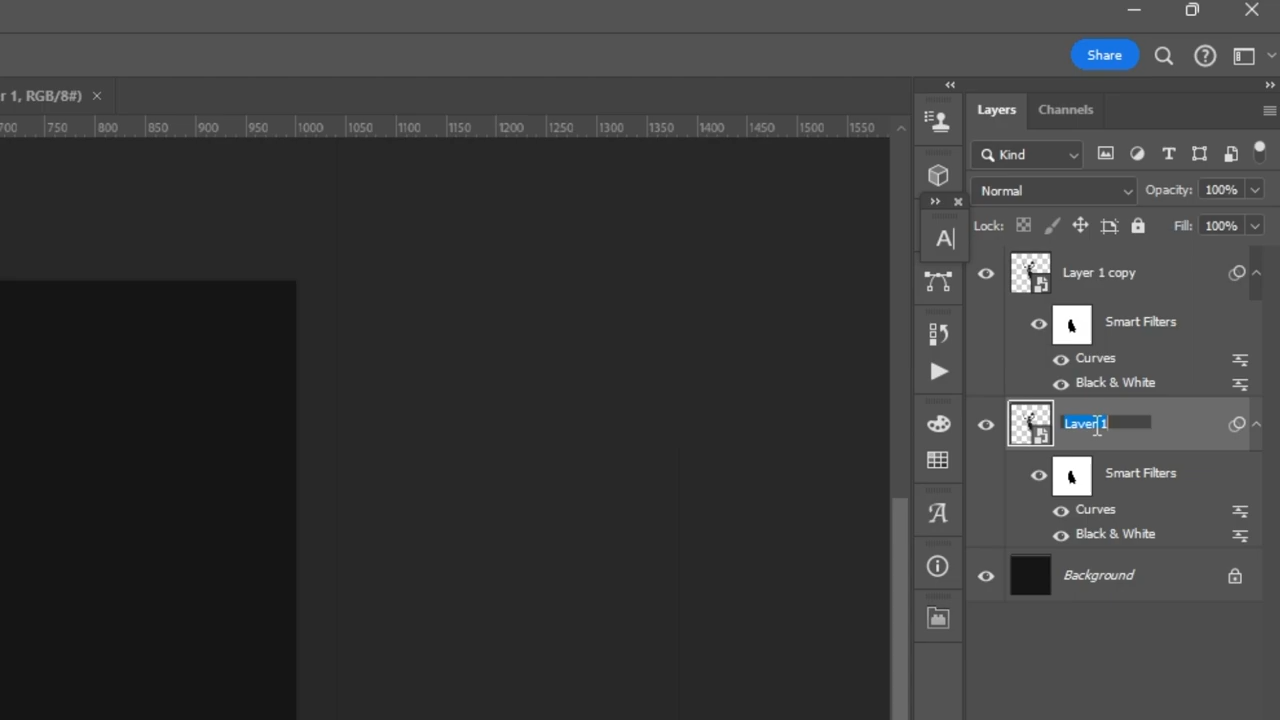 Share
r 1, RGB/8#)
700 750 800 850 900 950 1000 1050 1100 1150 1200 1250 1300 1350 1400 1450 1500 1550
Layers Channels
Kind
Normal Opacity: 100%
Lock: Fill: 100%
Layer 1 copy
Smart Filters
Curves
Black & White
Layer 1
Smart Filters
Curves
Black & White
Background